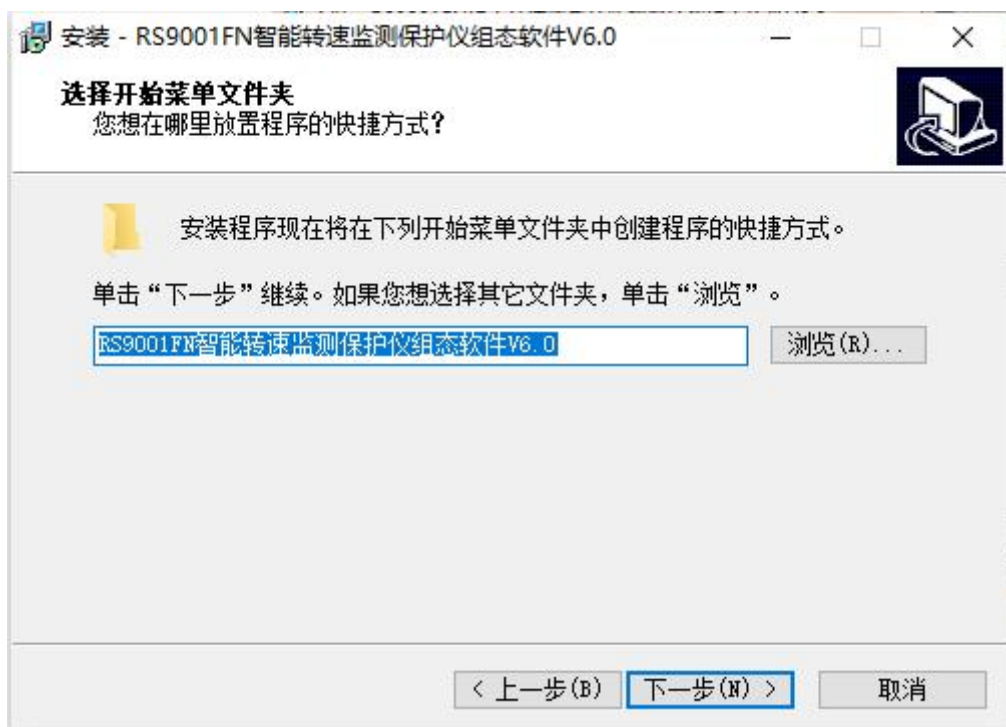 安装 - RS9001FN智能转速监测保护仪组态软件V6.0
选择开始菜单文件夹
您想在哪里放置程序的快捷方式?
安装程序现在将在下列开始菜单文件夹中创建程序的快捷方式。
单击“下一步”继续。如果您想选择其它文件夹，单击“浏览”。
RS9001FN智能转速监测保护仪组态软件V6.0
浏览(R)...
< 上一步(B)
下一步(N) >
取消